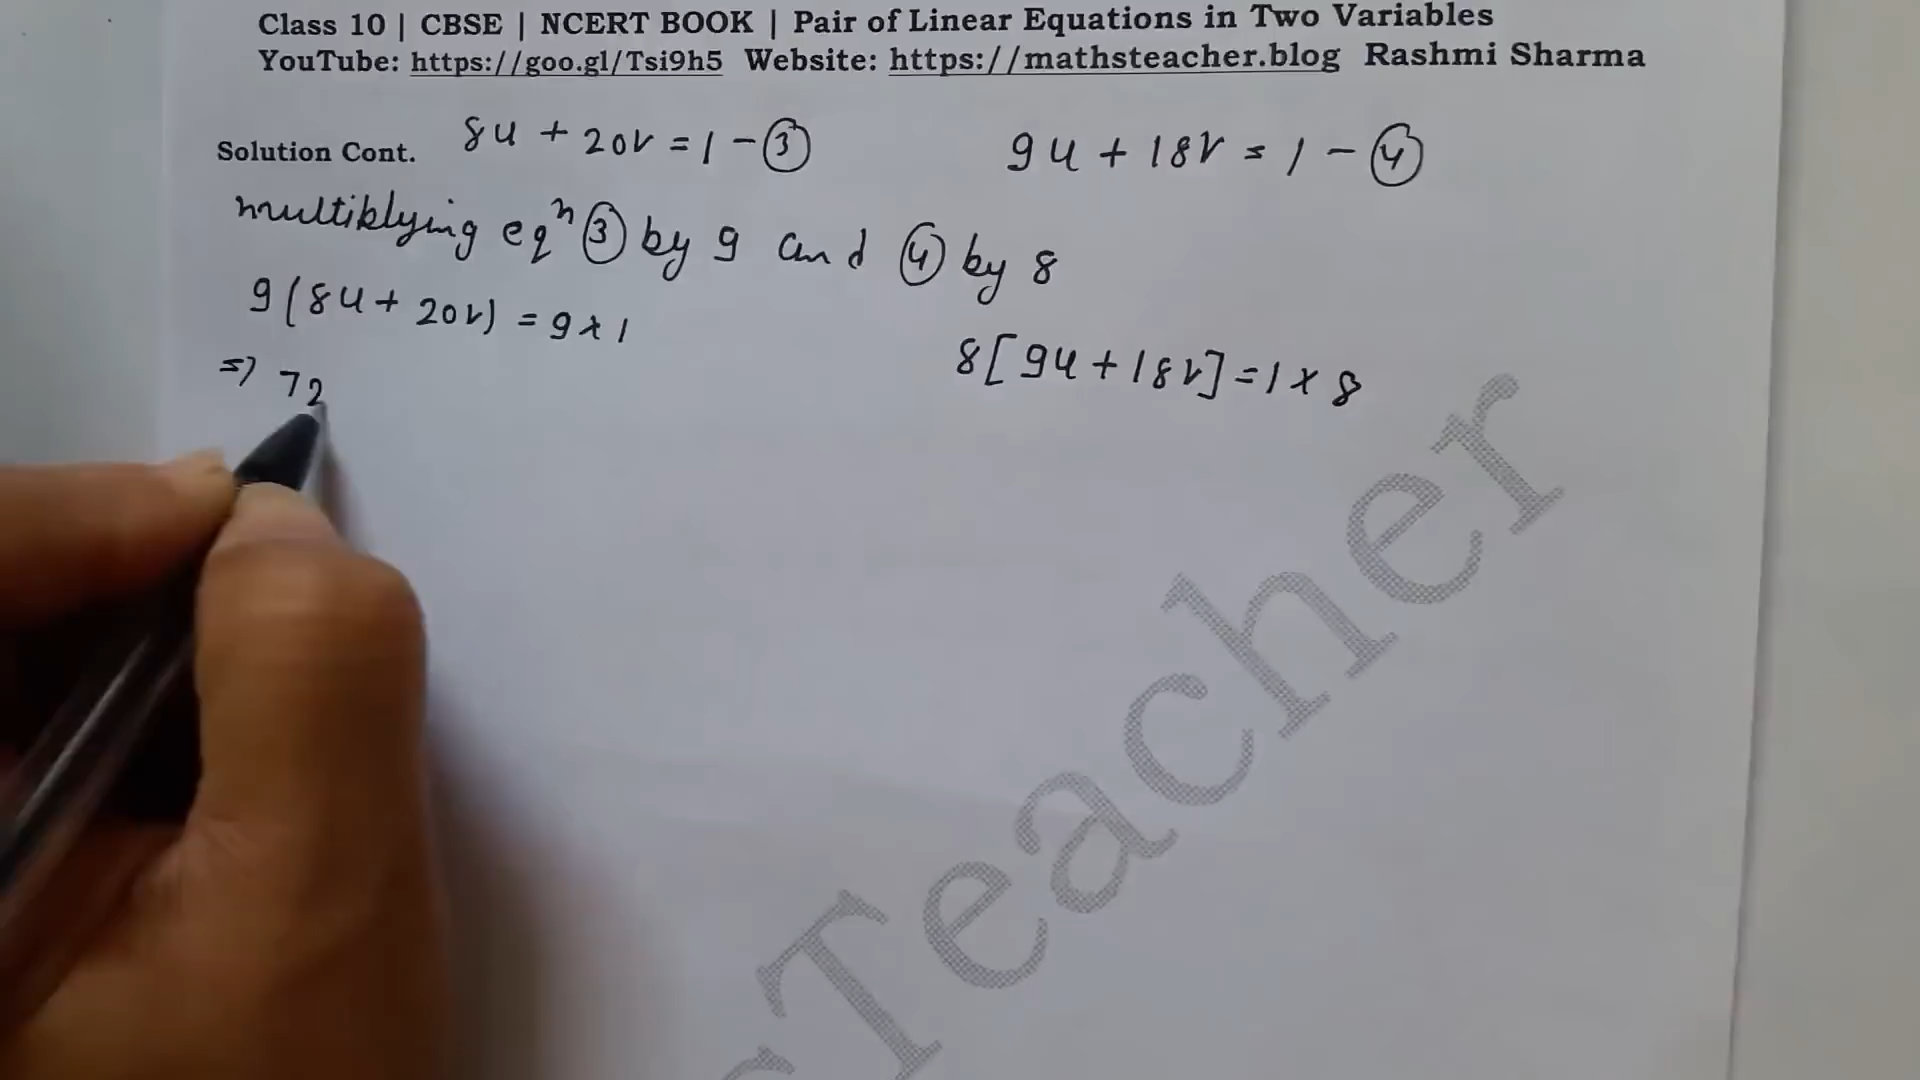 Class 10 | CBSE | NCERT BOOK | Pair of Linear Equations in Two Variables
YouTube: https://goo.gl/Tsi9h5 Website: https://mathsteacher.blog Rashmi Sharma
Solution Cont. 8u + 20v = 1 - ③ 9u + 18v = 1 - ④
multiklying eqⁿ ③ by 9 and ④ by 8
9(8u + 20v) = 9 × 1
8[9u + 18v] = 1 × 8
⇒ 72
rTeacher